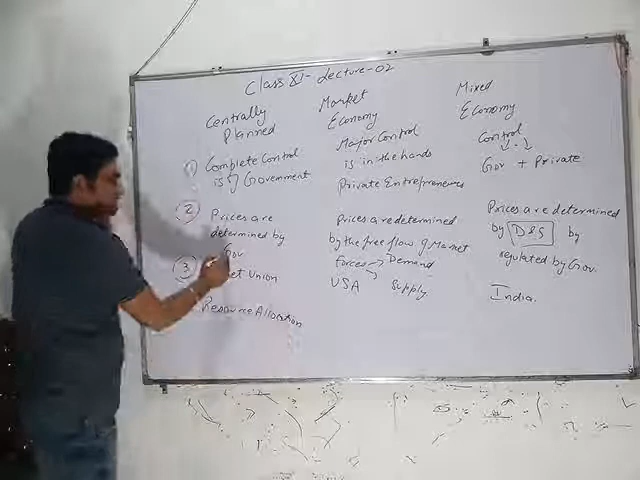 Class XI - Lecture-02
Centrally
Planned
① Complete Control
is of Government
② Prices are
determined by
Gov
③ et Union
Resource Allocation
Market
Economy
Major Control
is in the hands
Private Entrepreneurs
Prices are determined
by the free flow of Market
Forces → Demand
→ Supply
USA
Mixed
Economy
Control
Gov + Private
Prices are determined
by D&S by
regulated by Gov.
India.